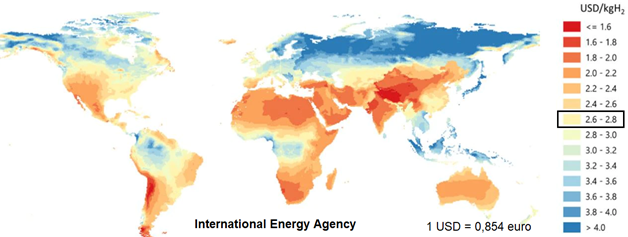 USD/kgH₂
<= 1.6
1.6 - 1.8
1.8 - 2.0
2.0 - 2.2
2.2 - 2.4
2.4 - 2.6
2.6 - 2.8
2.8 - 3.0
3.0 - 3.2
3.2 - 3.4
3.4 - 3.6
3.6 - 3.8
3.8 - 4.0
> 4.0
International Energy Agency
1 USD = 0,854 euro